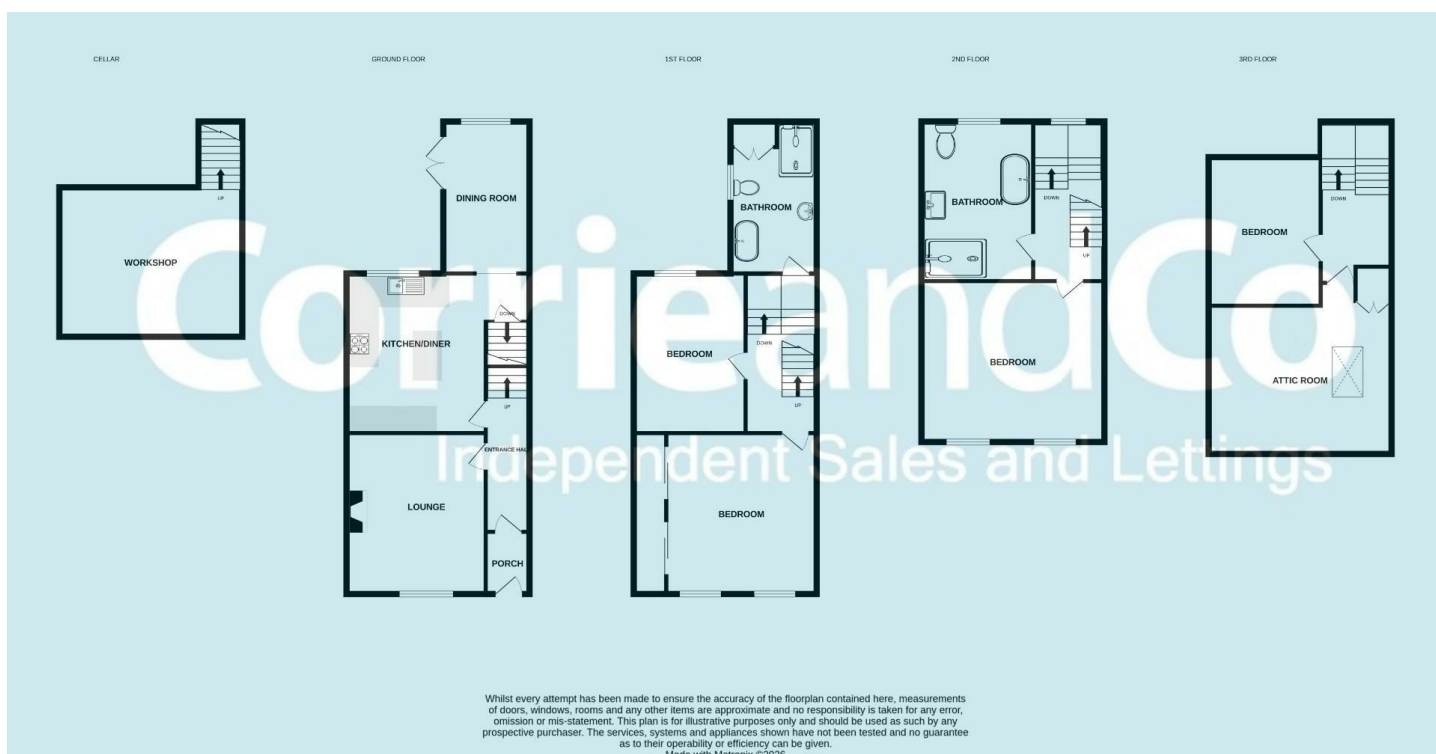 CELLAR
GROUND FLOOR
1ST FLOOR
2ND FLOOR
3RD FLOOR
UP
WORKSHOP
DINING ROOM
DOWN
KITCHEN/DINER
UP
ENTRANCE HALL
LOUNGE
PORCH
BATHROOM
BEDROOM
DOWN
UP
BEDROOM
BATHROOM
DOWN
UP
BEDROOM
BEDROOM
DOWN
ATTIC ROOM
CorrieandCo
Independent Sales and Lettings
Whilst every attempt has been made to ensure the accuracy of the floorplan contained here, measurements
of doors, windows, rooms and any other items are approximate and no responsibility is taken for any error,
omission or mis-statement. This plan is for illustrative purposes only and should be used as such by any
prospective purchaser. The services, systems and appliances shown have not been tested and no guarantee
as to their operability or efficiency can be given.
Made with Metropix ©2026